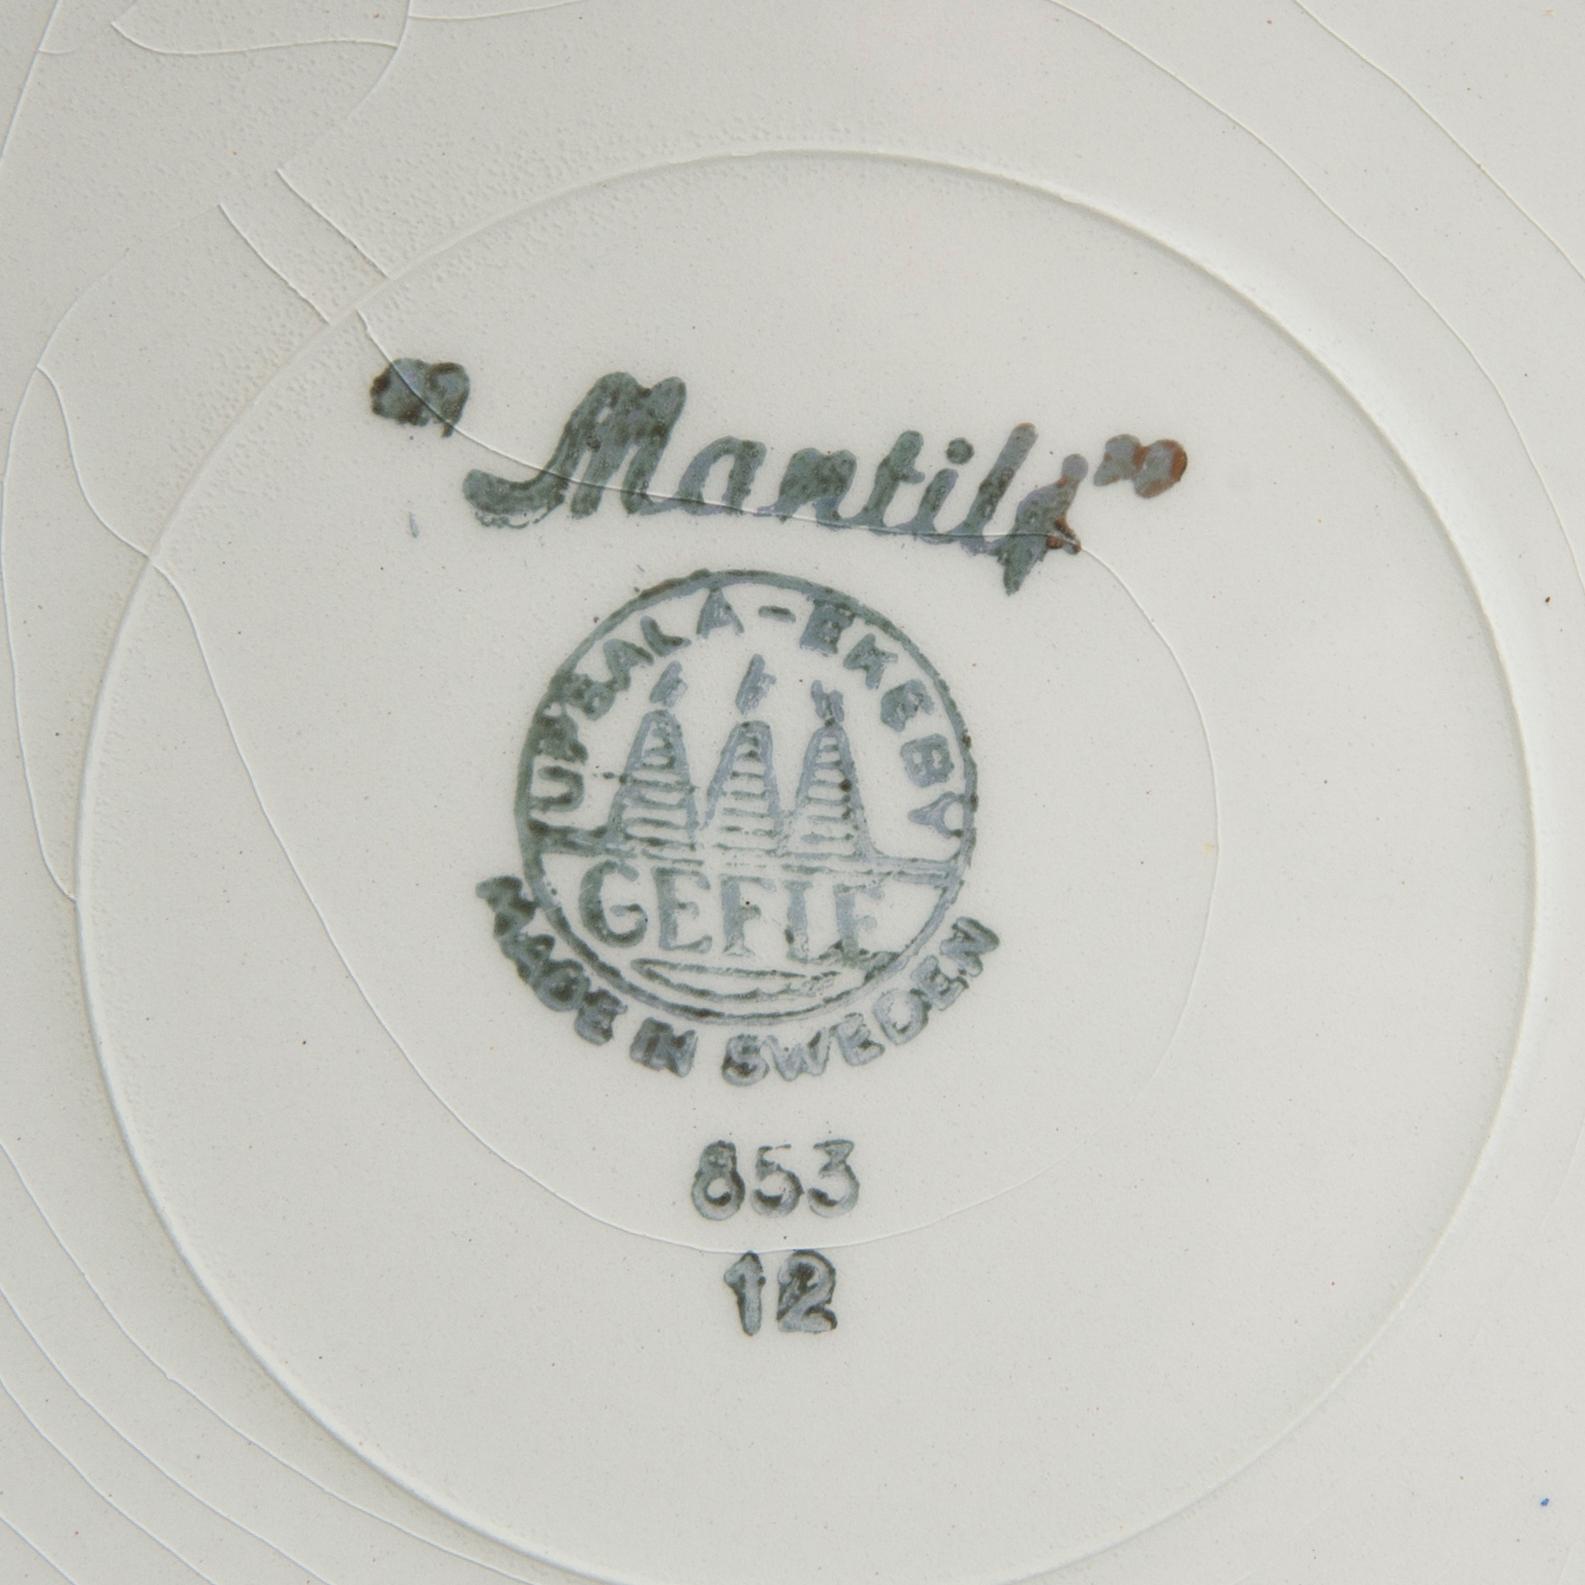 "Mantilj"
UPSALA-EKEBY
GEFLE
MADE IN SWEDEN
853
12